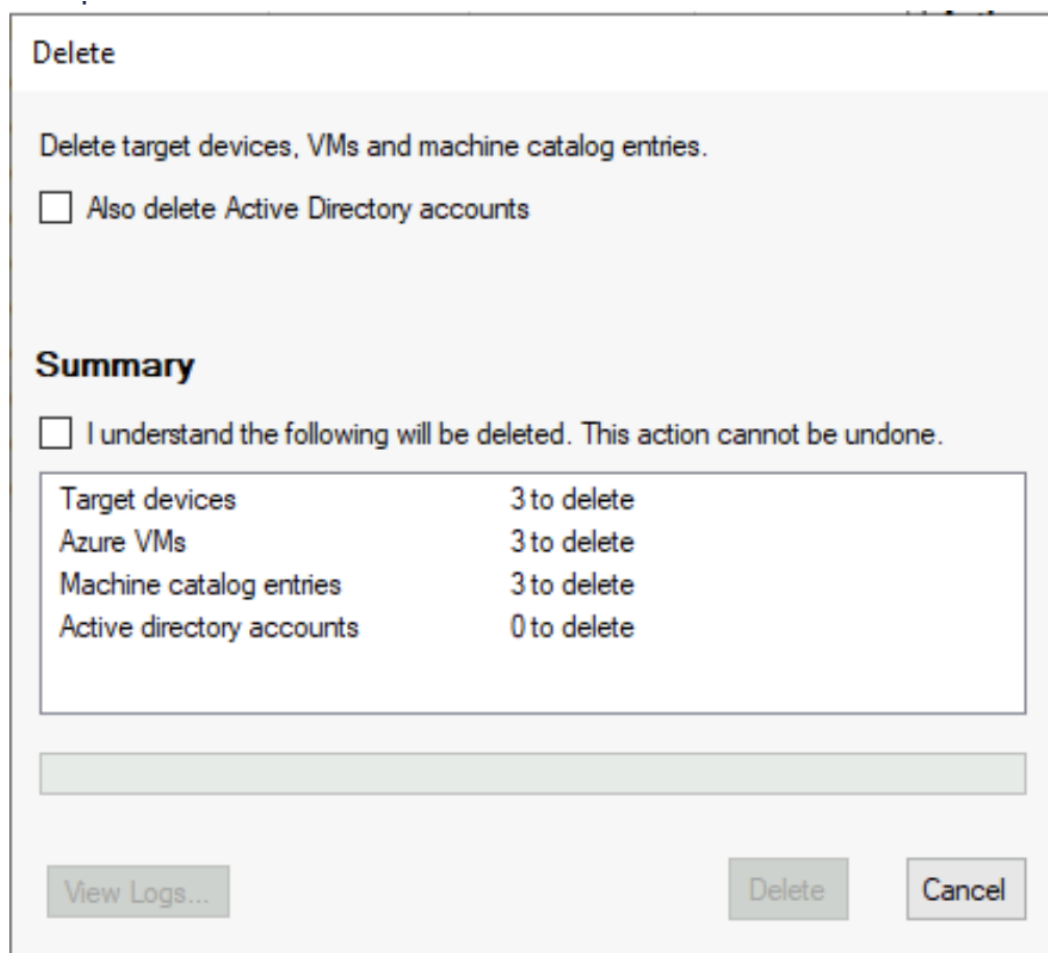 Delete
Delete target devices, VMs and machine catalog entries.
Also delete Active Directory accounts
Summary
I understand the following will be deleted. This action cannot be undone.
Target devices 3 to delete
Azure VMs 3 to delete
Machine catalog entries 3 to delete
Active directory accounts 0 to delete
View Logs... Delete Cancel